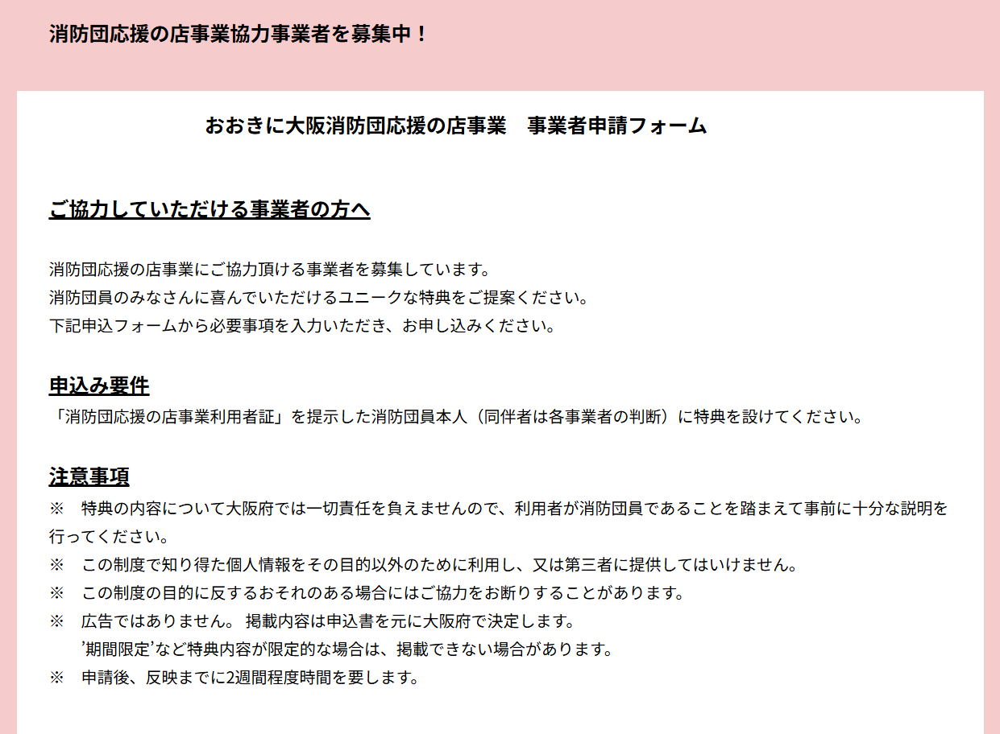 消防団応援の店事業協力事業者を募集中！
おおきに大阪消防団応援の店事業　事業者申請フォーム
ご協力していただける事業者の方へ
消防団応援の店事業にご協力頂ける事業者を募集しています。
消防団員のみなさんに喜んでいただけるユニークな特典をご提案ください。
下記申込フォームから必要事項を入力いただき、お申し込みください。
申込み要件
「消防団応援の店事業利用者証」を提示した消防団員本人（同伴者は各事業者の判断）に特典を設けてください。
注意事項
※　特典の内容について大阪府では一切責任を負えませんので、利用者が消防団員であることを踏まえて事前に十分な説明を
行ってください。
※　この制度で知り得た個人情報をその目的以外のために利用し、又は第三者に提供してはいけません。
※　この制度の目的に反するおそれのある場合にはご協力をお断りすることがあります。
※　広告ではありません。 掲載内容は申込書を元に大阪府で決定します。
　　’期間限定’など特典内容が限定的な場合は、掲載できない場合があります。
※　申請後、反映までに2週間程度時間を要します。